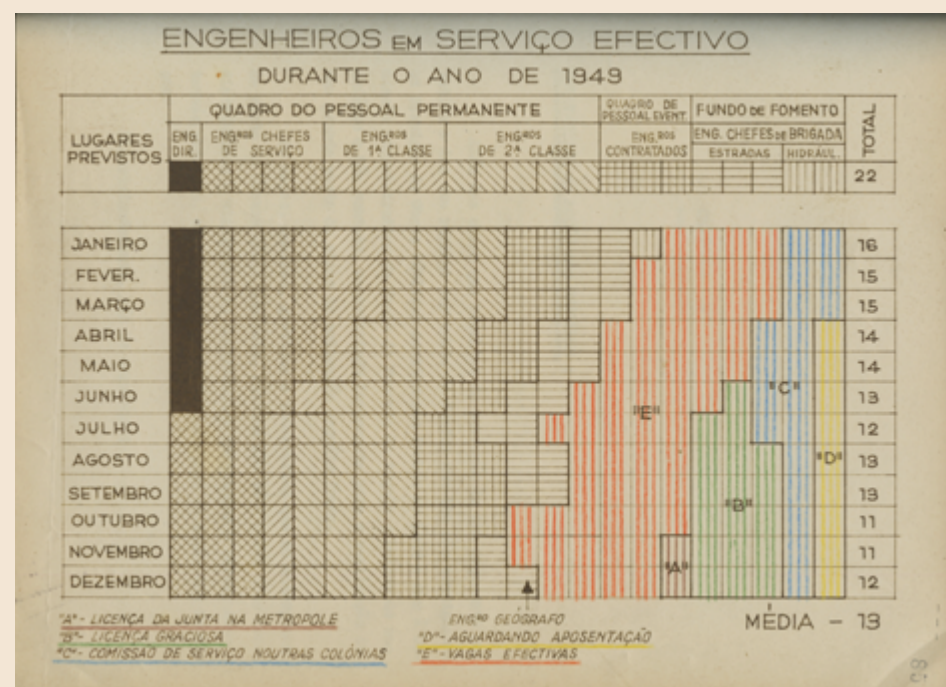 ENGENHEIROS EM SERVIÇO EFECTIVO
DURANTE O ANO DE 1949
LUGARES PREVISTOS
QUADRO DO PESSOAL PERMANENTE
QUADRO DE PESSOAL EVENT.
FUNDO DE FOMENTO
TOTAL
ENG. DIR.
ENG.ROS CHEFES DE SERVIÇO
ENG.ROS DE 1ª CLASSE
ENG.ROS DE 2ª CLASSE
ENG.ROS CONTRATADOS
ENG. CHEFES DE BRIGADA
ESTRADAS
HIDRÁUL.
22
JANEIRO 16
FEVER. 15
MARÇO 15
ABRIL 14
MAIO 14
JUNHO 13
JULHO 12
AGOSTO 13
SETEMBRO 13
OUTUBRO 11
NOVEMBRO 11
DEZEMBRO 12
"E"
"C"
"D"
"B"
"A"
"A"- LICENÇA DA JUNTA NA METROPOLE
"B"- LICENÇA GRACIOSA
"C"- COMISSÃO DE SERVIÇO NOUTRAS COLÓNIAS
ENG.RO GEÓGRAFO
"D"- AGUARDANDO APOSENTAÇÃO
"E"- VAGAS EFECTIVAS
MÉDIA - 13